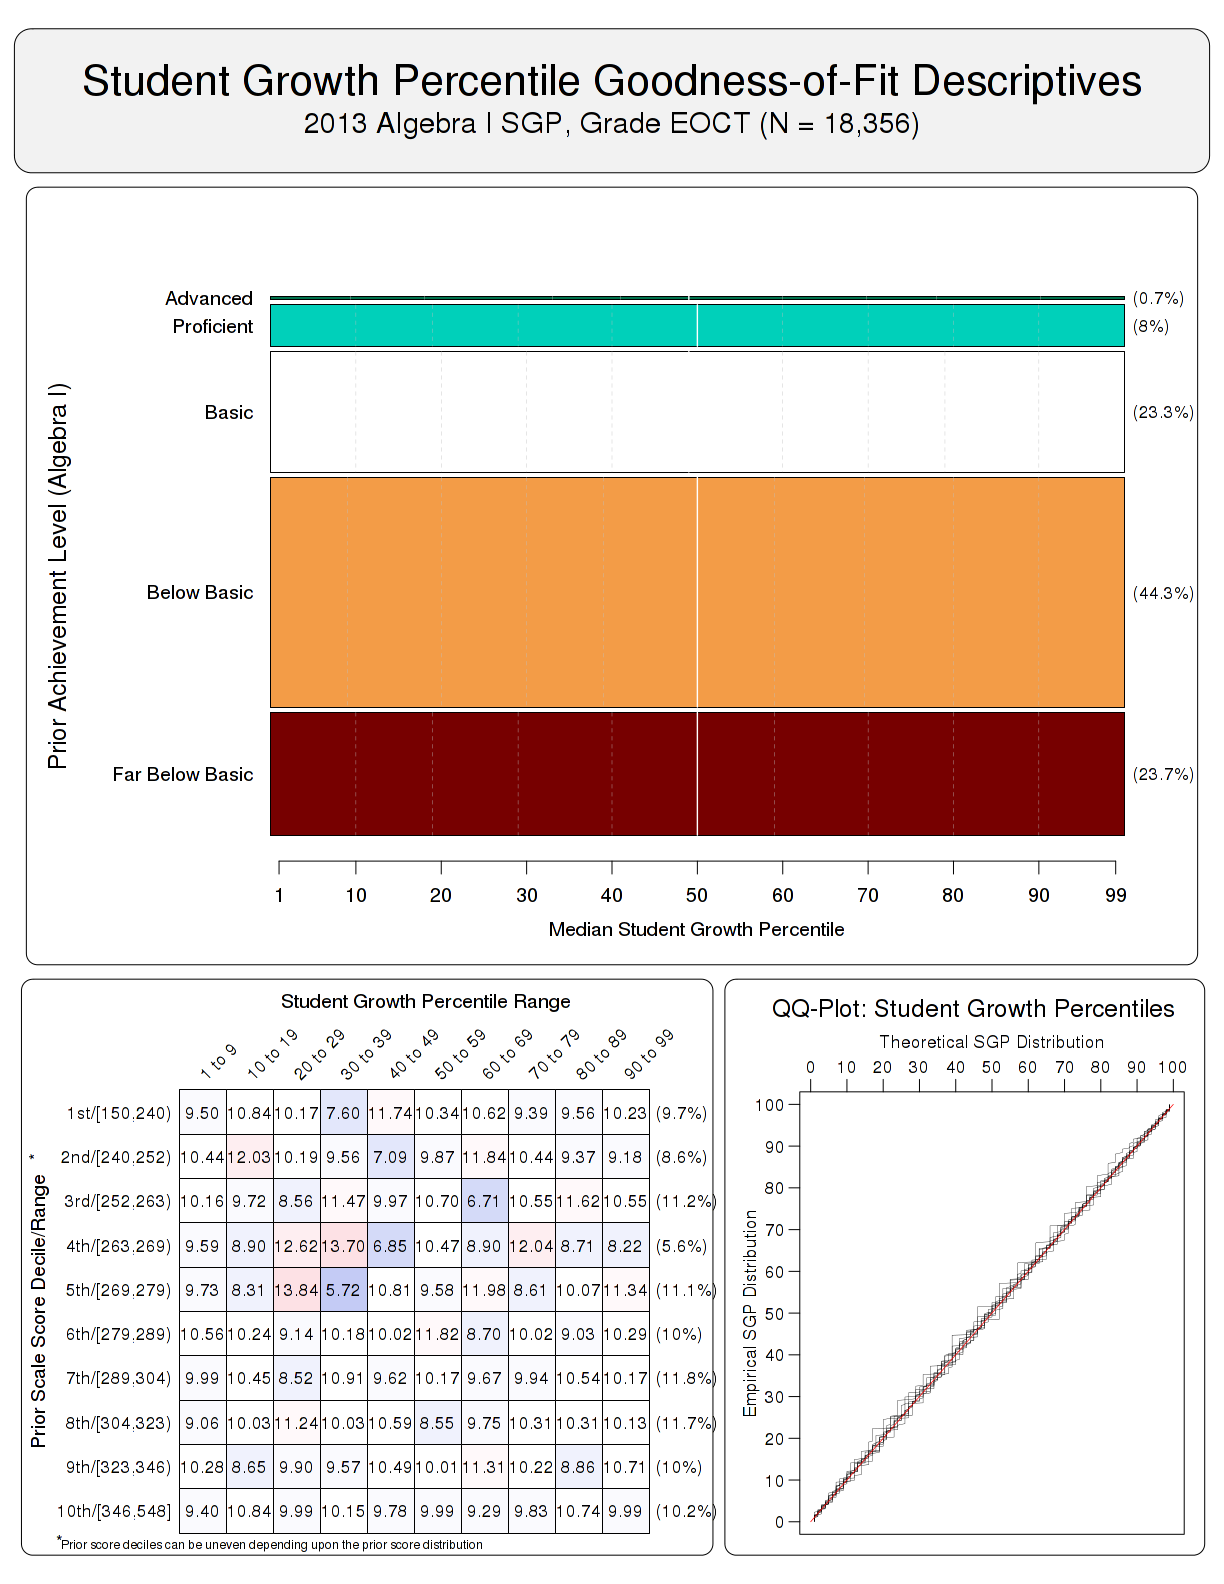 Student Growth Percentile Goodness-of-Fit Descriptives
2013 Algebra I SGP, Grade EOCT (N = 18,356)
Prior Achievement Level (Algebra I)
Advanced (0.7%)
Proficient (8%)
Basic (23.3%)
Below Basic (44.3%)
Far Below Basic (23.7%)
1 10 20 30 40 50 60 70 80 90 99
Median Student Growth Percentile
Student Growth Percentile Range
1 to 9 10 to 19 20 to 29 30 to 39 40 to 49 50 to 59 60 to 69 70 to 79 80 to 89 90 to 99
Prior Scale Score Decile/Range *
1st/[150,240) 9.50 10.84 10.17 7.60 11.74 10.34 10.62 9.39 9.56 10.23 (9.7%)
2nd/[240,252) 10.44 12.03 10.19 9.56 7.09 9.87 11.84 10.44 9.37 9.18 (8.6%)
3rd/[252,263) 10.16 9.72 8.56 11.47 9.97 10.70 6.71 10.55 11.62 10.55 (11.2%)
4th/[263,269) 9.59 8.90 12.62 13.70 6.85 10.47 8.90 12.04 8.71 8.22 (5.6%)
5th/[269,279) 9.73 8.31 13.84 5.72 10.81 9.58 11.98 8.61 10.07 11.34 (11.1%)
6th/[279,289) 10.56 10.24 9.14 10.18 10.02 11.82 8.70 10.02 9.03 10.29 (10%)
7th/[289,304) 9.99 10.45 8.52 10.91 9.62 10.17 9.67 9.94 10.54 10.17 (11.8%)
8th/[304,323) 9.06 10.03 11.24 10.03 10.59 8.55 9.75 10.31 10.31 10.13 (11.7%)
9th/[323,346) 10.28 8.65 9.90 9.57 10.49 10.01 11.31 10.22 8.86 10.71 (10%)
10th/[346,548] 9.40 10.84 9.99 10.15 9.78 9.99 9.29 9.83 10.74 9.99 (10.2%)
*Prior score deciles can be uneven depending upon the prior score distribution
QQ-Plot: Student Growth Percentiles
Theoretical SGP Distribution
0 10 20 30 40 50 60 70 80 90 100
Empirical SGP Distribution
100
90
80
70
60
50
40
30
20
10
0